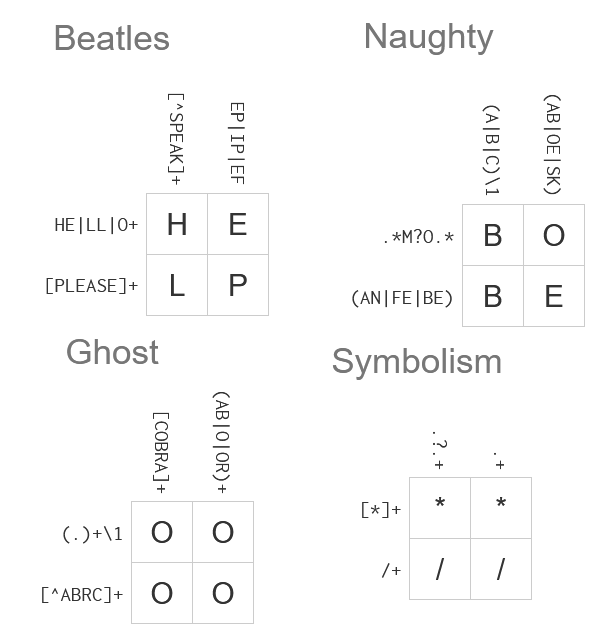 Beatles
[^SPEAK]+
EP|IP|EF
HE|LL|O+
H E
[PLEASE]+
L P
Naughty
(A|B|C)\1
(AB|OE|SK)
.*M?O.*
B O
(AN|FE|BE)
B E
Ghost
[COBRA]+
(AB|O|OR)+
(.)+\1
O O
[^ABRC]+
O O
Symbolism
.?.+
.+
[*]+
* *
/+
/ /